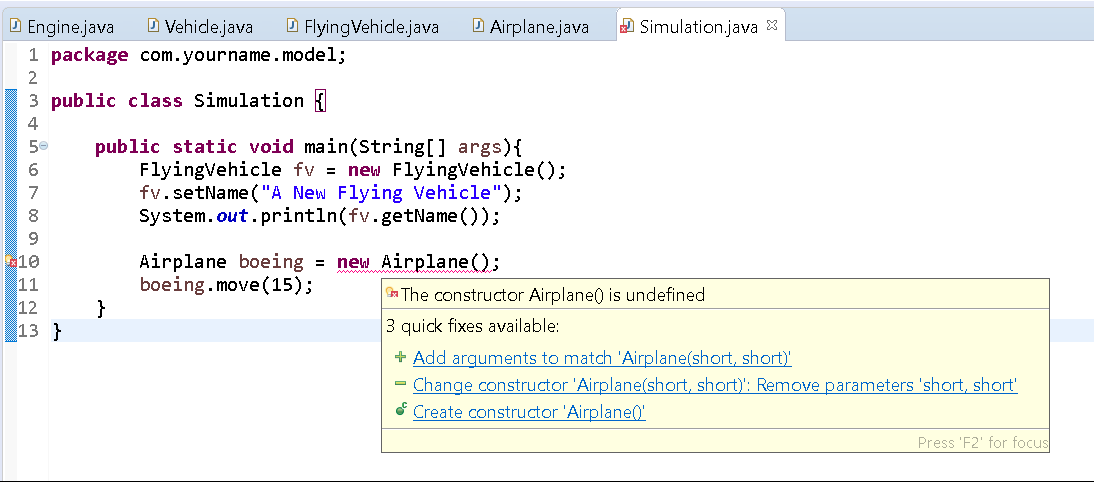 Engine.java Vehicle.java FlyingVehicle.java Airplane.java Simulation.java
1 package com.yourname.model;
2
3 public class Simulation {
4
5 public static void main(String[] args){
6 FlyingVehicle fv = new FlyingVehicle();
7 fv.setName("A New Flying Vehicle");
8 System.out.println(fv.getName());
9
10 Airplane boeing = new Airplane();
11 boeing.move(15);
12 }
13 }
The constructor Airplane() is undefined
3 quick fixes available:
Add arguments to match 'Airplane(short, short)'
Change constructor 'Airplane(short, short)': Remove parameters 'short, short'
Create constructor 'Airplane()'
Press 'F2' for focus